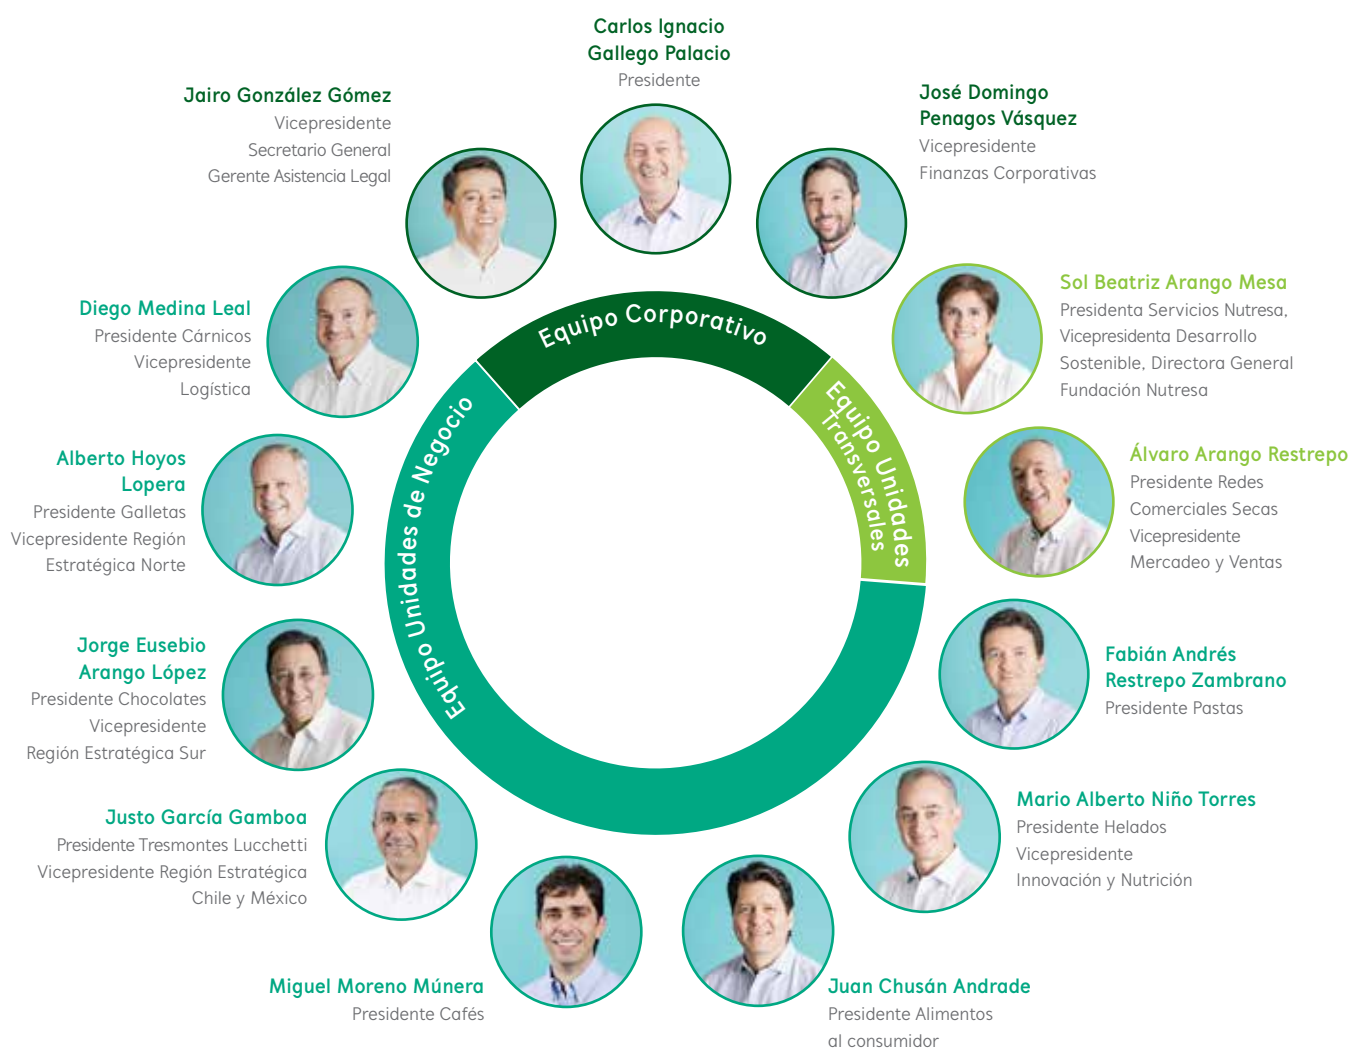 Carlos Ignacio
Gallego Palacio
Presidente
José Domingo
Penagos Vásquez
Vicepresidente
Finanzas Corporativas
Sol Beatriz Arango Mesa
Presidenta Servicios Nutresa,
Vicepresidenta Desarrollo
Sostenible, Directora General
Fundación Nutresa
Álvaro Arango Restrepo
Presidente Redes
Comerciales Secas
Vicepresidente
Mercadeo y Ventas
Fabián Andrés
Restrepo Zambrano
Presidente Pastas
Mario Alberto Niño Torres
Presidente Helados
Vicepresidente
Innovación y Nutrición
Juan Chusán Andrade
Presidente Alimentos
al consumidor
Miguel Moreno Múnera
Presidente Cafés
Justo García Gamboa
Presidente Tresmontes Lucchetti
Vicepresidente Región Estratégica
Chile y México
Jorge Eusebio
Arango López
Presidente Chocolates
Vicepresidente
Región Estratégica Sur
Alberto Hoyos
Lopera
Presidente Galletas
Vicepresidente Región
Estratégica Norte
Diego Medina Leal
Presidente Cárnicos
Vicepresidente
Logística
Jairo González Gómez
Vicepresidente
Secretario General
Gerente Asistencia Legal
Equipo Corporativo
Equipo Unidades
Transversales
Equipo Unidades de Negocio